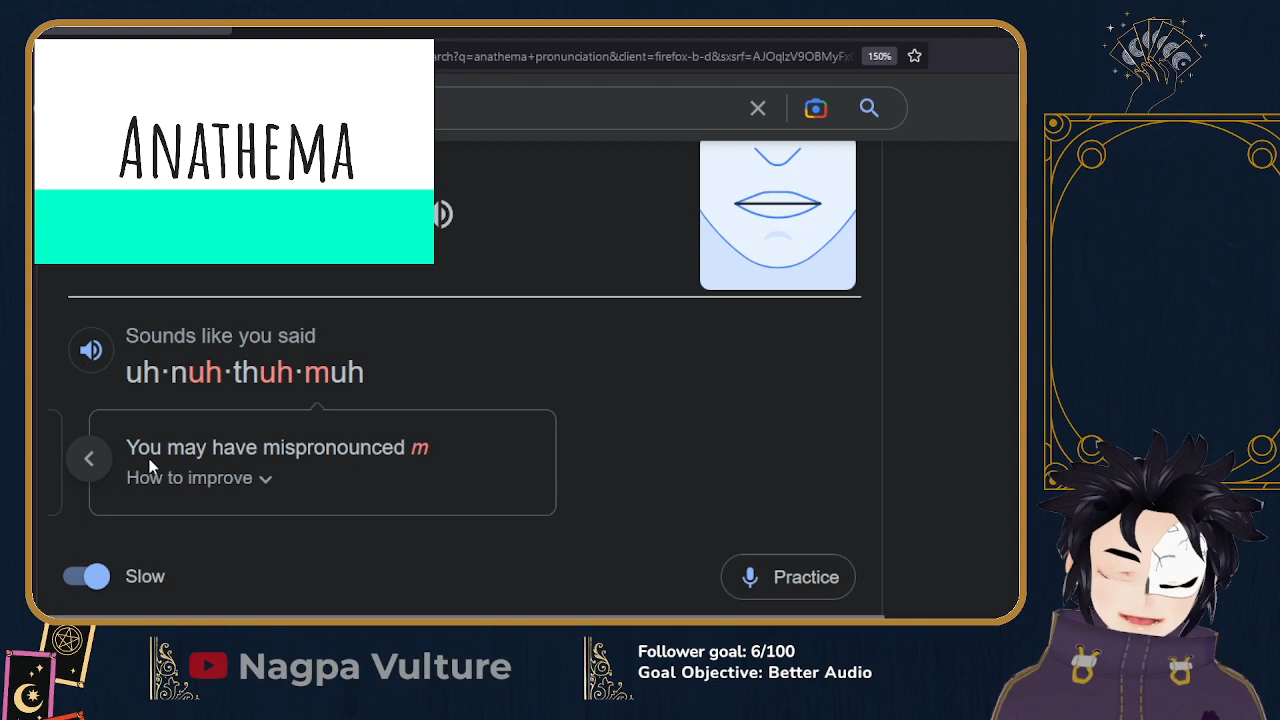 arch?q=anathema+pronunciation&client=firefox-b-d&sxsrf=AJOqlzV9OBMyFx
150%
ANATHEMA
Sounds like you said
uh·nuh·thuh·muh
You may have mispronounced m
How to improve
Slow
Practice
Nagpa Vulture
Follower goal: 6/100
Goal Objective: Better Audio